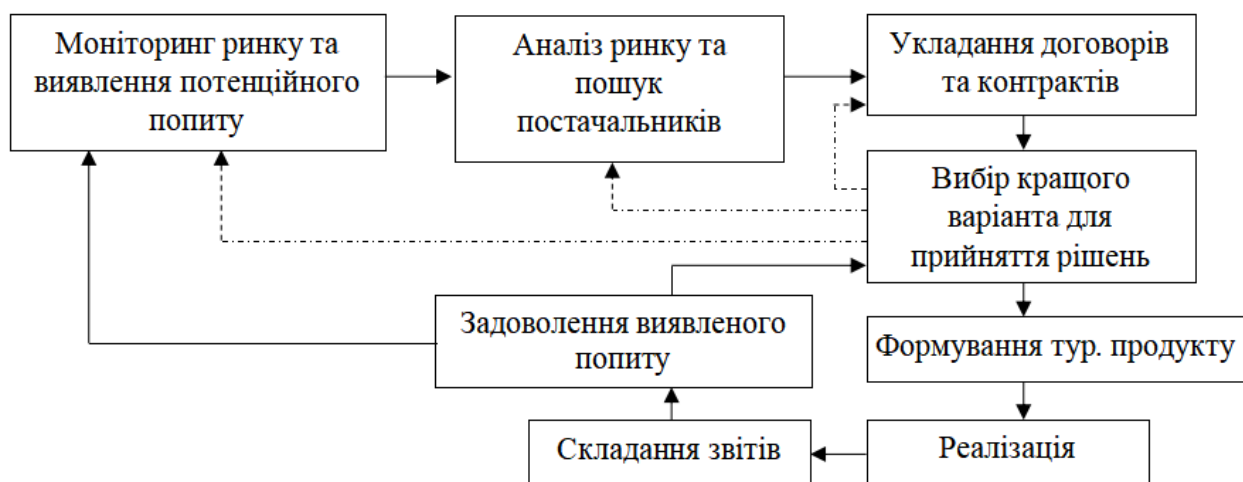 Моніторинг ринку та
виявлення потенційного
попиту
Аналіз ринку та
пошук
постачальників
Укладання договорів
та контрактів
Вибір кращого
варіанта для
прийняття рішень
Задоволення виявленого
попиту
Формування тур. продукту
Складання звітів
Реалізація